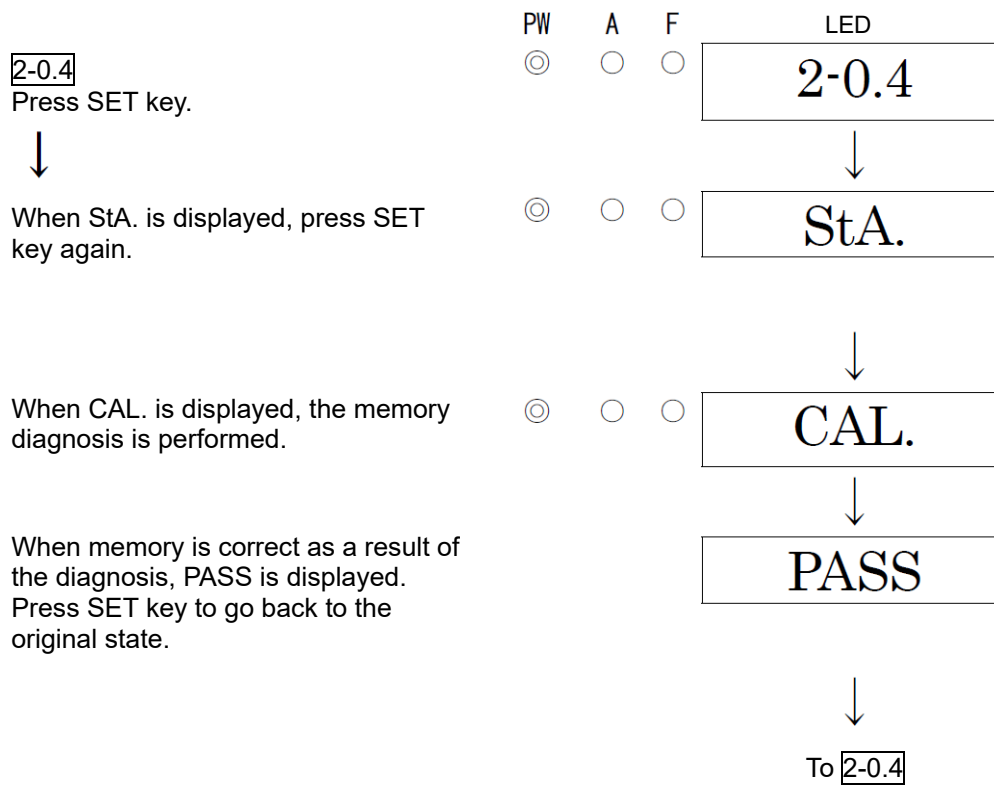 PW A F LED
2-0.4
Press SET key.
2-0.4
↓
↓
When StA. is displayed, press SET
key again.
StA.
↓
When CAL. is displayed, the memory
diagnosis is performed.
CAL.
↓
When memory is correct as a result of
the diagnosis, PASS is displayed.
Press SET key to go back to the
original state.
PASS
↓
To 2-0.4